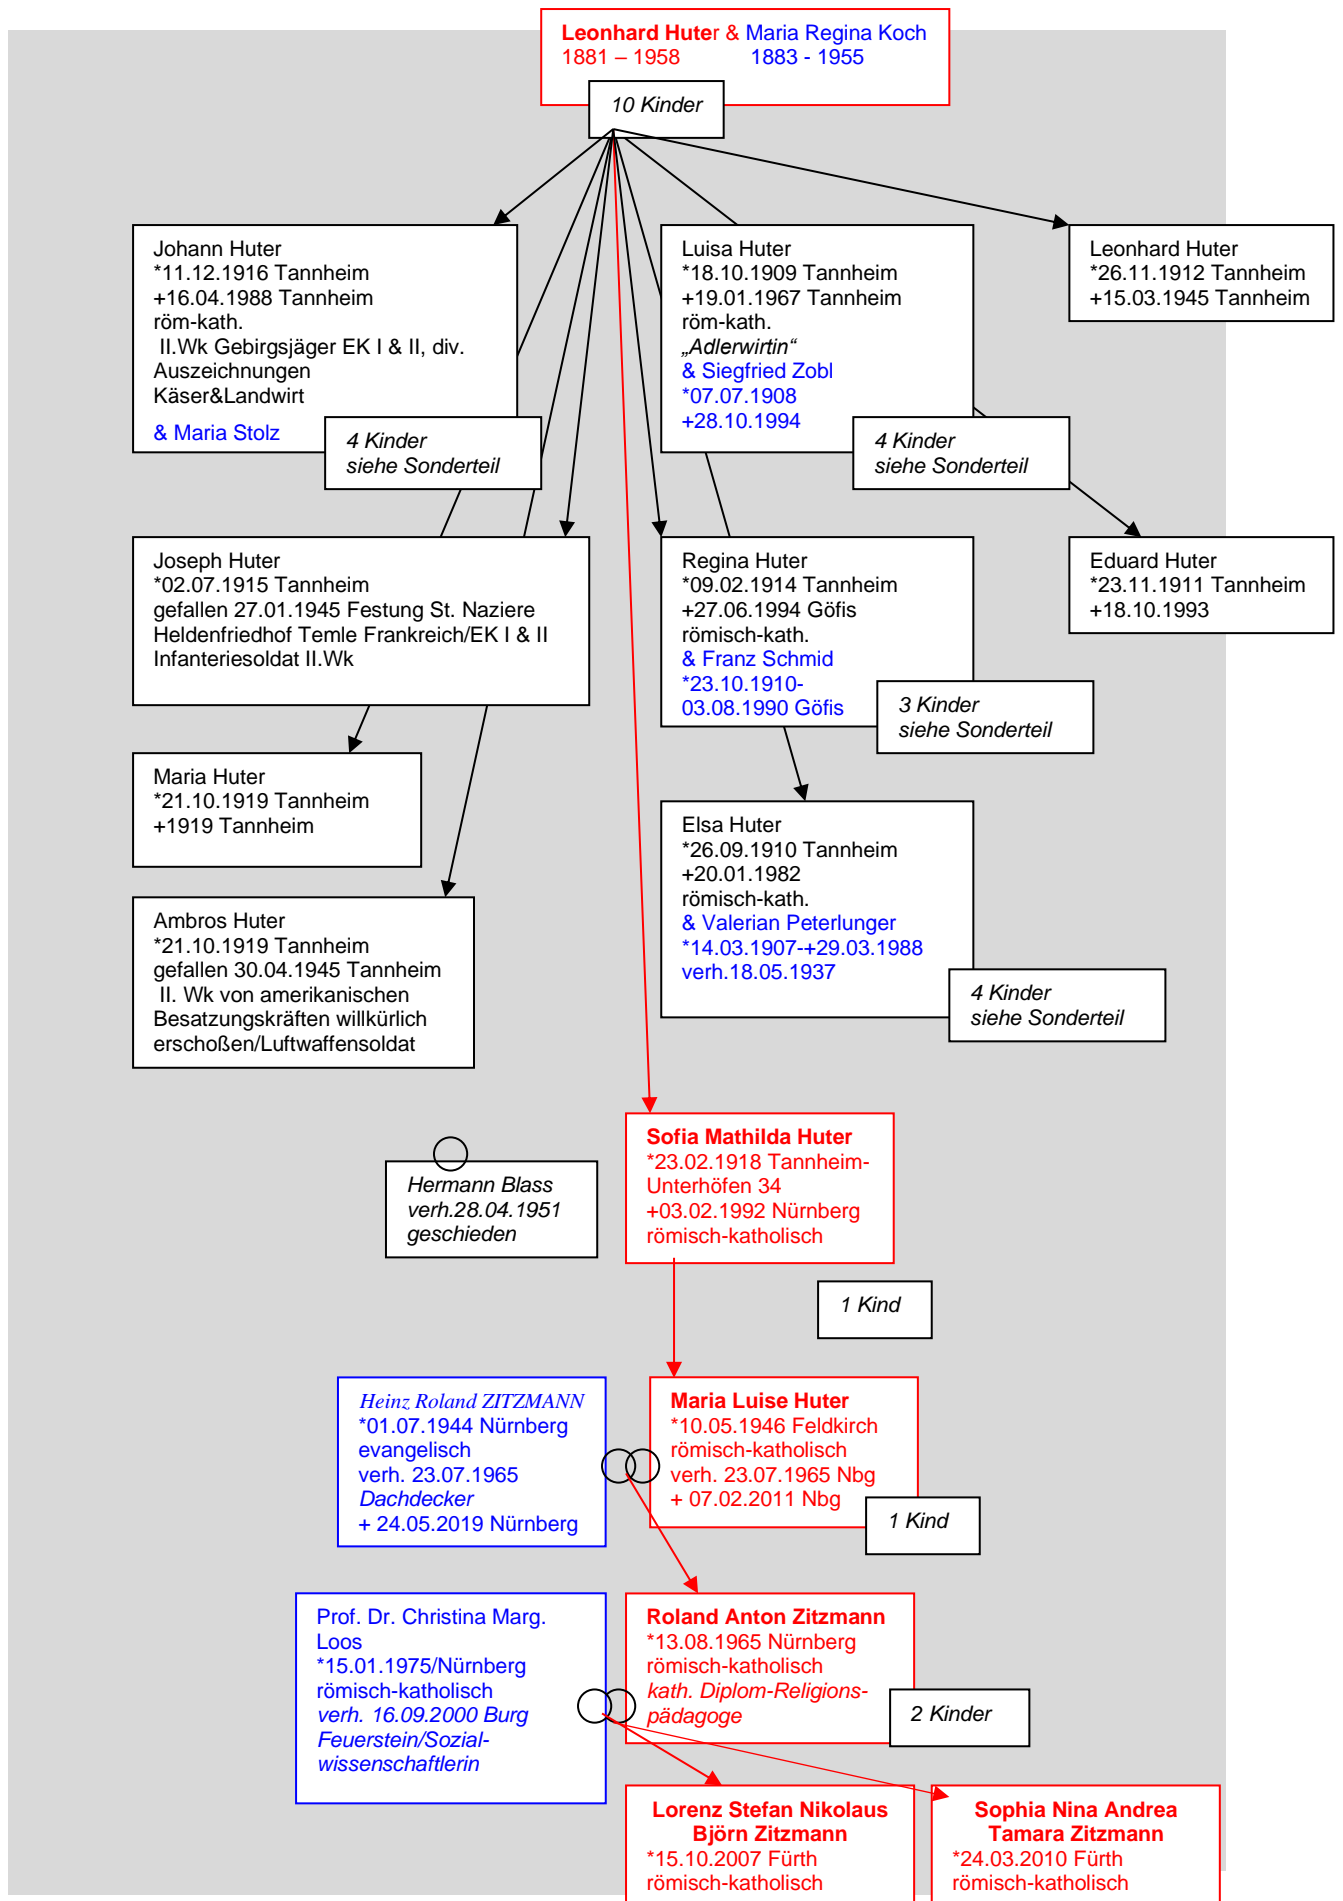 Leonhard Huter & Maria Regina Koch
1881 – 1958 1883 - 1955
10 Kinder
Johann Huter
*11.12.1916 Tannheim
+16.04.1988 Tannheim
röm-kath.
II.Wk Gebirgsjäger EK I & II, div.
Auszeichnungen
Käser&Landwirt
& Maria Stolz
4 Kinder
siehe Sonderteil
Luisa Huter
*18.10.1909 Tannheim
+19.01.1967 Tannheim
röm-kath.
„Adlerwirtin“
& Siegfried Zobl
*07.07.1908
+28.10.1994
4 Kinder
siehe Sonderteil
Leonhard Huter
*26.11.1912 Tannheim
+15.03.1945 Tannheim
Joseph Huter
*02.07.1915 Tannheim
gefallen 27.01.1945 Festung St. Naziere
Heldenfriedhof Temle Frankreich/EK I & II
Infanteriesoldat II.Wk
Regina Huter
*09.02.1914 Tannheim
+27.06.1994 Göfis
römisch-kath.
& Franz Schmid
*23.10.1910-
03.08.1990 Göfis
3 Kinder
siehe Sonderteil
Eduard Huter
*23.11.1911 Tannheim
+18.10.1993
Maria Huter
*21.10.1919 Tannheim
+1919 Tannheim
Elsa Huter
*26.09.1910 Tannheim
+20.01.1982
römisch-kath.
& Valerian Peterlunger
*14.03.1907-+29.03.1988
verh.18.05.1937
4 Kinder
siehe Sonderteil
Ambros Huter
*21.10.1919 Tannheim
gefallen 30.04.1945 Tannheim
II. Wk von amerikanischen
Besatzungskräften willkürlich
erschoßen/Luftwaffensoldat
Sofia Mathilda Huter
*23.02.1918 Tannheim-
Unterhöfen 34
+03.02.1992 Nürnberg
römisch-katholisch
Hermann Blass
verh.28.04.1951
geschieden
1 Kind
Heinz Roland ZITZMANN
*01.07.1944 Nürnberg
evangelisch
verh. 23.07.1965
Dachdecker
+ 24.05.2019 Nürnberg
Maria Luise Huter
*10.05.1946 Feldkirch
römisch-katholisch
verh. 23.07.1965 Nbg
+ 07.02.2011 Nbg
1 Kind
Prof. Dr. Christina Marg.
Loos
*15.01.1975/Nürnberg
römisch-katholisch
verh. 16.09.2000 Burg
Feuerstein/Sozial-
wissenschaftlerin
Roland Anton Zitzmann
*13.08.1965 Nürnberg
römisch-katholisch
kath. Diplom-Religions-
pädagoge
2 Kinder
Lorenz Stefan Nikolaus
Björn Zitzmann
*15.10.2007 Fürth
römisch-katholisch
Sophia Nina Andrea
Tamara Zitzmann
*24.03.2010 Fürth
römisch-katholisch